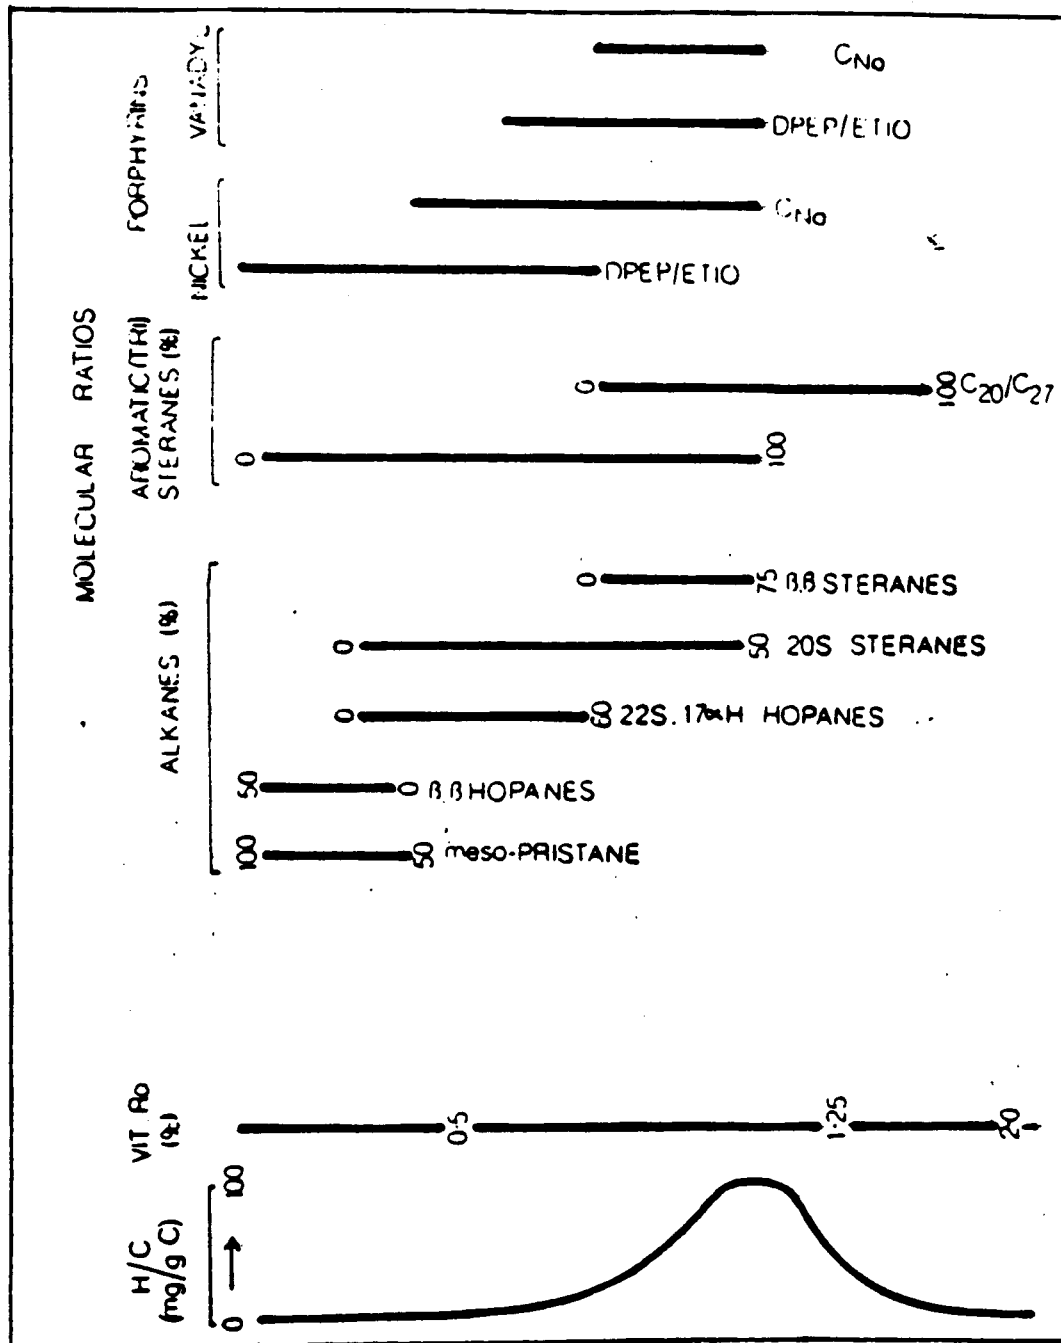 MOLECULAR RATIOS
PORPHYRINS
VANADYL
C No
DPEP/ETIO
NICKEL
C No
DPEP/ETIO
AROMATIC(TRI)
STERANES (%)
0 100 C20/C27
0 100
ALKANES (%)
0 75 ββ STERANES
0 50 20S STERANES
0 60 22S. 17αH HOPANES
50 0 ββ HOPANES
100 50 meso-PRISTANE
VIT. Ro
(%)
0.5 1.25 2.0
H/C
(mg/g C)
0 → 100